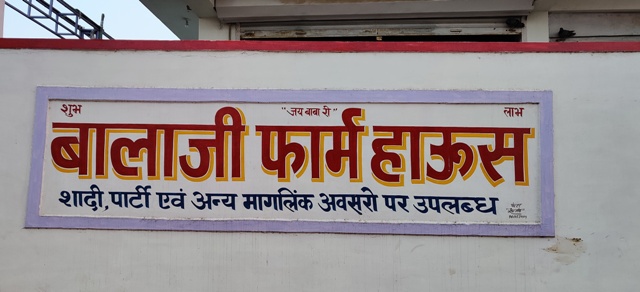 शुभ "जय बाबा री" लाभ
बालाजी फार्म हाऊस
शादी, पार्टी एवं अन्य मागलिंक अवसरो पर उपलब्ध